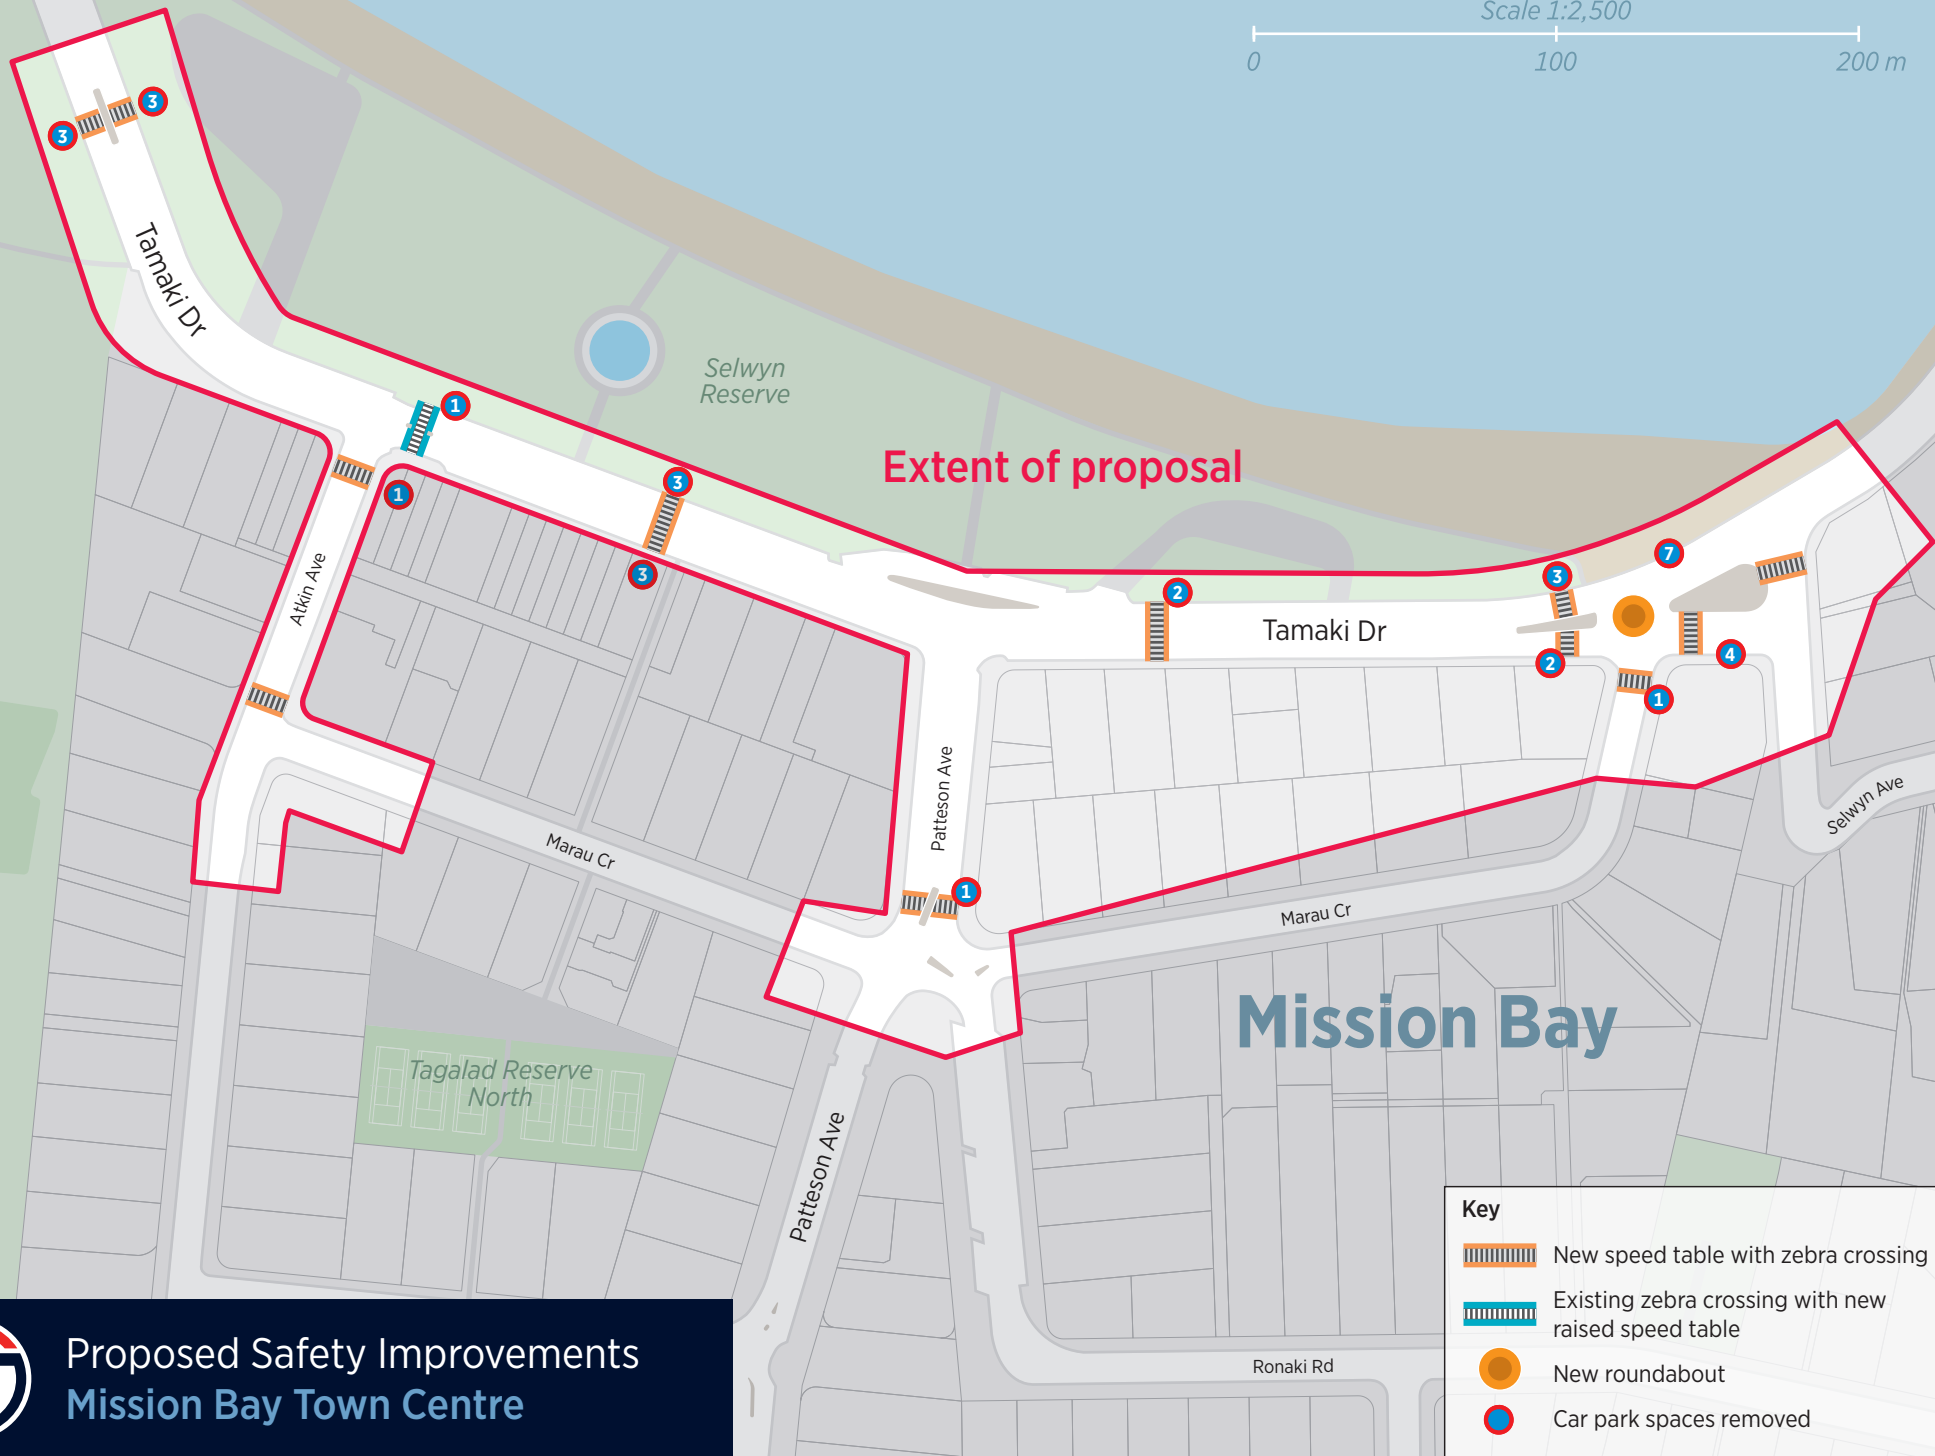 Scale 1:2,500
0
100
200 m
3
3
Tamaki Dr
1
Selwyn
Reserve
Extent of proposal
3
1
3
Atkin Ave
7
3
2
Tamaki Dr
2
4
1
Patteson Ave
Selwyn Ave
Marau Cr
1
Marau Cr
Mission Bay
Tagalad Reserve
North
Patteson Ave
Ronaki Rd
Key
New speed table with zebra crossing
Existing zebra crossing with new
raised speed table
New roundabout
Car park spaces removed
Proposed Safety Improvements
Mission Bay Town Centre